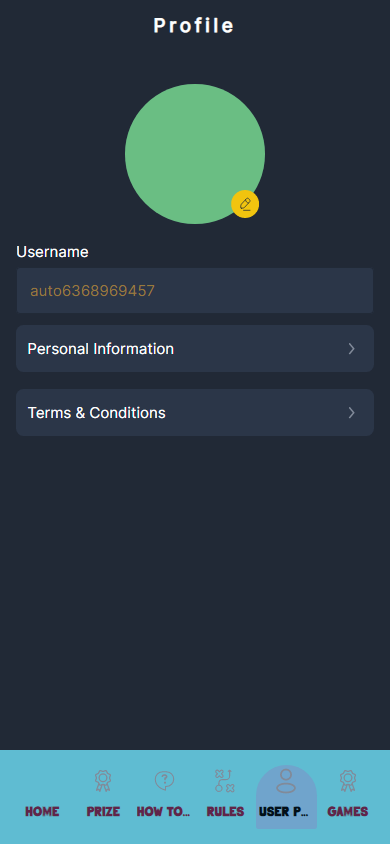 Profile
Username
auto6368969457
Personal Information
Terms & Conditions
HOME
PRIZE
HOW TO...
RULES
USER P...
GAMES